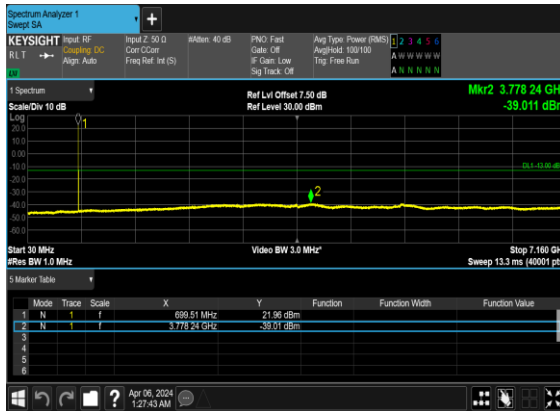 Spectrum Analyzer 1
Swept SA
+
KEYSIGHT
RLT
Input: RF
Coupling: DC
Align: Auto
Input Z: 50 Ω
Corr CCorr
Freq Ref: Int (S)
#Atten: 40 dB
PNO: Fast
Gate: Off
IF Gain: Low
Sig Track: Off
Avg Type: Power (RMS)
Avg|Hold: 100/100
Trig: Free Run
1 2 3 4 5 6
A W W W W W
A N N N N N
1 Spectrum
Scale/Div 10 dB
Log
Ref Lvl Offset 7.50 dB
Ref Level 30.00 dBm
Mkr2 3.778 24 GHz
-39.011 dBm
20.0
10.0
0.00
-10.0
-20.0
-30.0
-40.0
-50.0
-60.0
1
2
DL1 -13.00 dB
Start 30 MHz
#Res BW 1.0 MHz
Video BW 3.0 MHz*
Stop 7.160 GH
Sweep 13.3 ms (40001 pts
5 Marker Table
Mode Trace Scale X Y Function Function Width Function Value
1 N 1 f 699.51 MHz 21.96 dBm
2 N 1 f 3.778 24 GHz -39.01 dBm
3
4
5
6
?
Apr 06, 2024
1:27:43 AM